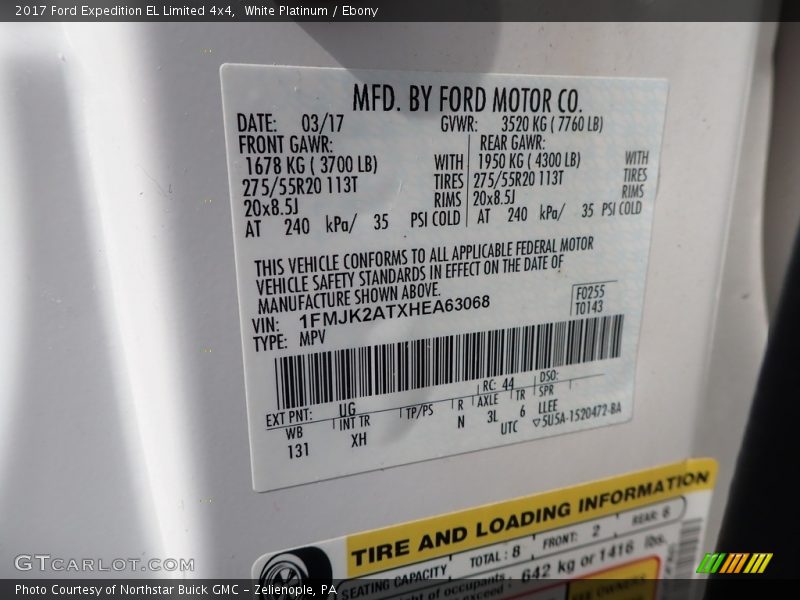 2017 Ford Expedition EL Limited 4x4, White Platinum / Ebony
MFD. BY FORD MOTOR CO.
DATE: 03/17 GVWR: 3520 KG ( 7760 LB)
FRONT GAWR: REAR GAWR:
1678 KG ( 3700 LB) WITH 1950 KG ( 4300 LB) WITH
275/55R20 113T TIRES 275/55R20 113T TIRES
20x8.5J RIMS 20x8.5J RIMS
AT 240 kPa/ 35 PSI COLD AT 240 kPa/ 35 PSI COLD
THIS VEHICLE CONFORMS TO ALL APPLICABLE FEDERAL MOTOR
VEHICLE SAFETY STANDARDS IN EFFECT ON THE DATE OF
MANUFACTURE SHOWN ABOVE.
VIN: 1FMJK2ATXHEA63068 F0255
TYPE: MPV T0143
RC: 44 DSO:
EXT PNT: UG
WB INT TR TP/PS R AXLE TR SPR
131 XH N 3L 6 LLEE
UTC ▽5U5A-1520472-BA
TIRE AND LOADING INFORMATION
SEATING CAPACITY TOTAL: 8 FRONT: 2 REAR: 6
of occupants exceed 642 kg or 1416 lbs.
GTCARLOT.COM
Photo Courtesy of Northstar Buick GMC – Zelienople, PA